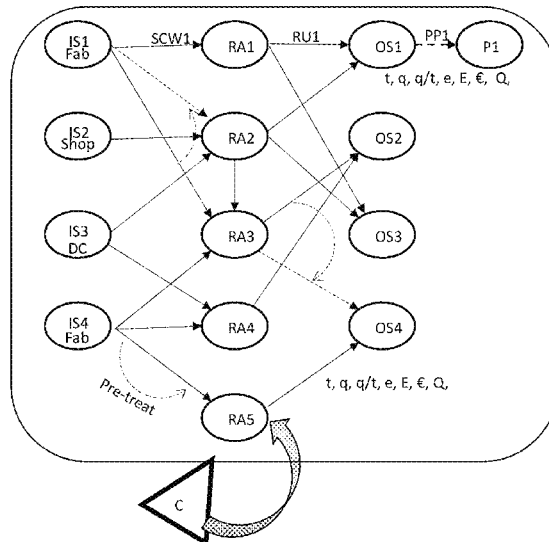 IS1 SCW1 RA1 RU1 OS1 PP1 P1
Fab
t, q, q/t, e, E, €, Q,
IS2 RA2 OS2
Shop
IS3 RA3 OS3
DC
IS4 RA4 OS4
Fab
Pre-treat
t, q, q/t, e, E, €, Q,
RA5
C